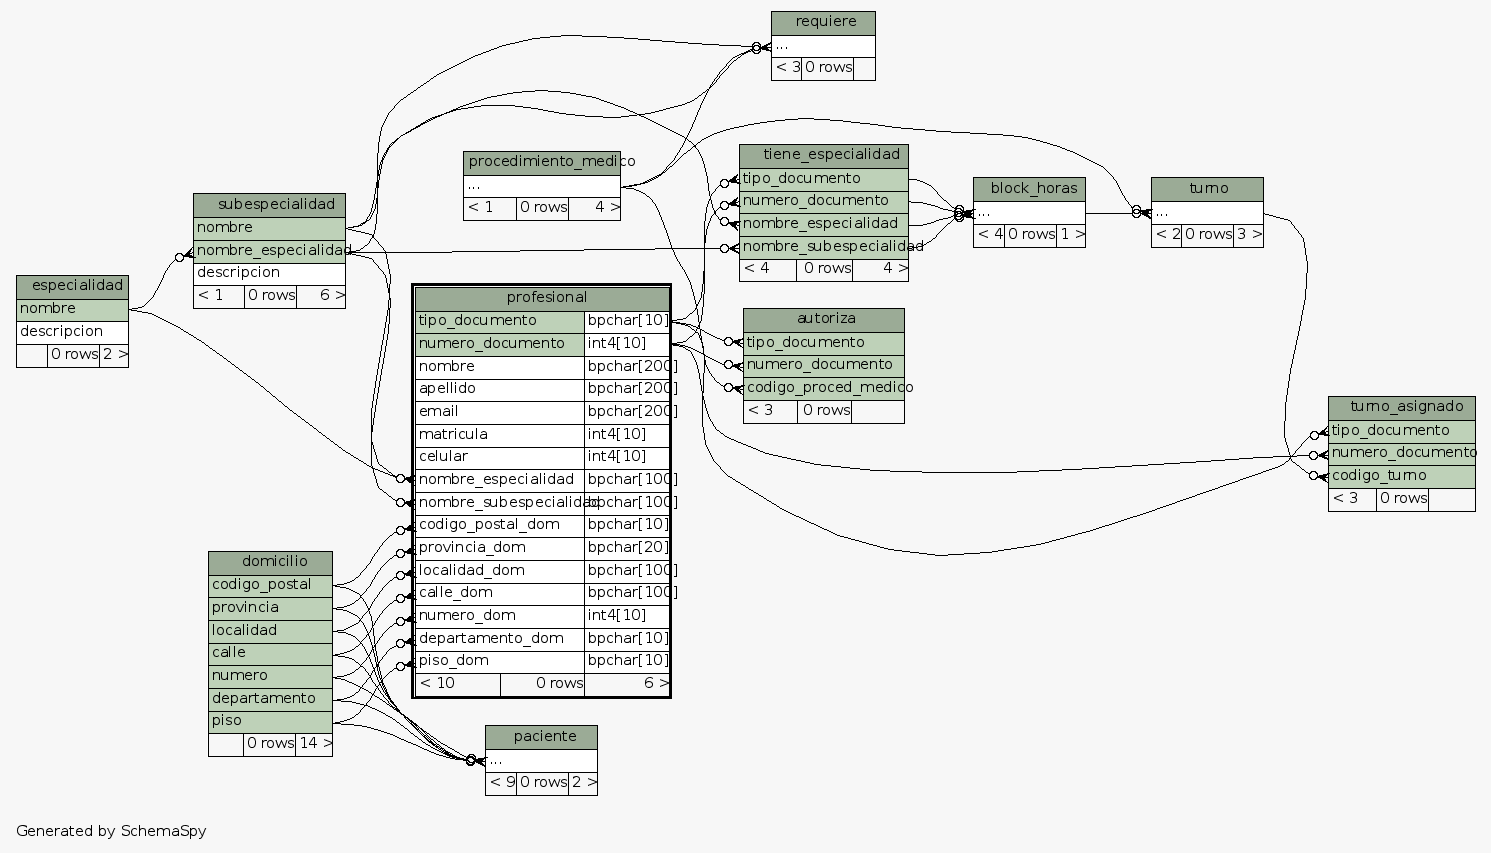 requiere
...
< 3 0 rows
procedimiento_medico
...
< 1 0 rows 4 >
tiene_especialidad
tipo_documento
numero_documento
nombre_especialidad
nombre_subespecialidad
< 4 0 rows 4 >
block_horas
...
< 4 0 rows 1 >
turno
...
< 2 0 rows 3 >
subespecialidad
nombre
nombre_especialidad
descripcion
< 1 0 rows 6 >
especialidad
nombre
descripcion
0 rows 2 >
profesional
tipo_documento bpchar[10]
numero_documento int4[10]
nombre bpchar[200]
apellido bpchar[200]
email bpchar[200]
matricula int4[10]
celular int4[10]
nombre_especialidad bpchar[100]
nombre_subespecialidad bpchar[100]
codigo_postal_dom bpchar[10]
provincia_dom bpchar[20]
localidad_dom bpchar[100]
calle_dom bpchar[100]
numero_dom int4[10]
departamento_dom bpchar[10]
piso_dom bpchar[10]
< 10 0 rows 6 >
autoriza
tipo_documento
numero_documento
codigo_proced_medico
< 3 0 rows
turno_asignado
tipo_documento
numero_documento
codigo_turno
< 3 0 rows
domicilio
codigo_postal
provincia
localidad
calle
numero
departamento
piso
0 rows 14 >
paciente
...
< 9 0 rows 2 >
Generated by SchemaSpy